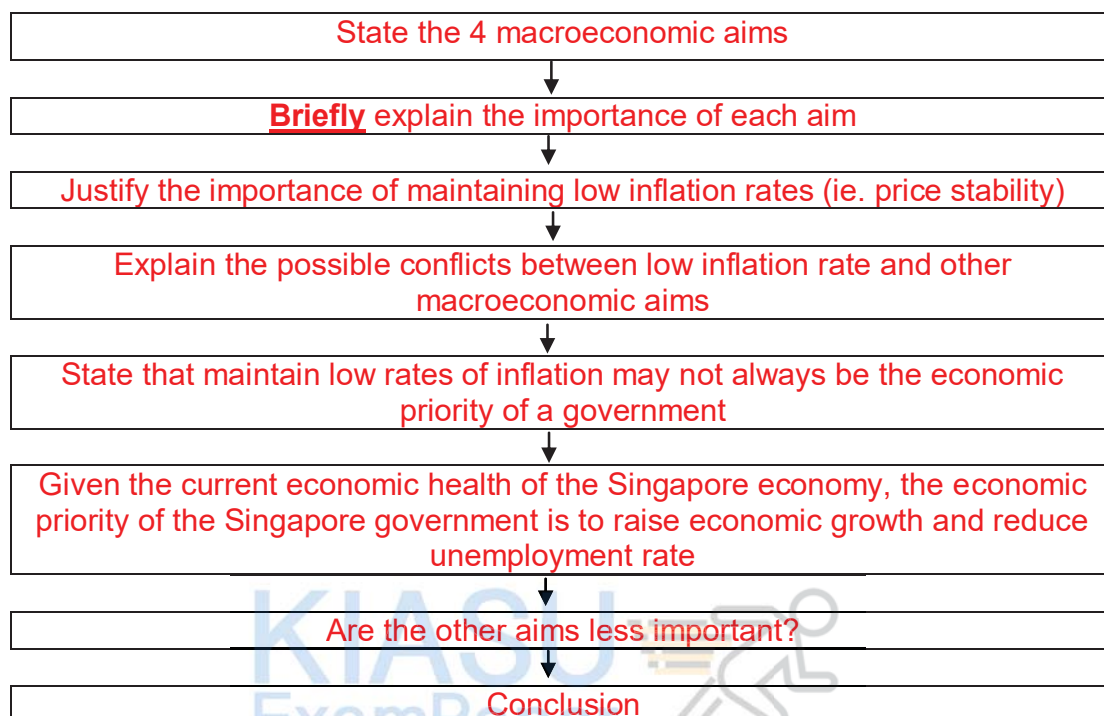 State the 4 macroeconomic aims
Briefly explain the importance of each aim
Justify the importance of maintaining low inflation rates (ie. price stability)
Explain the possible conflicts between low inflation rate and other
macroeconomic aims
State that maintain low rates of inflation may not always be the economic
priority of a government
Given the current economic health of the Singapore economy, the economic
priority of the Singapore government is to raise economic growth and reduce
unemployment rate
KIASU
Are the other aims less important?
Conclusion